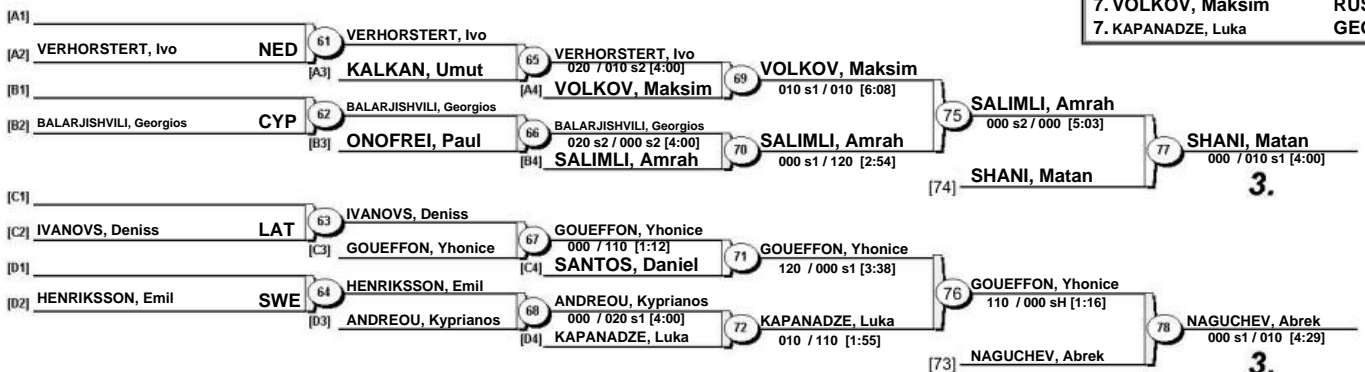 7. VOLKOV, Maksim RUS
7. KAPANADZE, Luka GEO
[A1]
[A2] VERHORSTERT, Ivo NED
61
VERHORSTERT, Ivo
[A3] KALKAN, Umut
65
VERHORSTERT, Ivo
020 / 010 s2 [4:00]
[A4] VOLKOV, Maksim
69
VOLKOV, Maksim
010 s1 / 010 [6:08]
[B1]
[B2] BALARJISHVILI, Georgios CYP
62
BALARJISHVILI, Georgios
[B3] ONOFREI, Paul
66
BALARJISHVILI, Georgios
020 s2 / 000 s2 [4:00]
[B4] SALIMLI, Amrah
70
SALIMLI, Amrah
000 s1 / 120 [2:54]
75
SALIMLI, Amrah
000 s2 / 000 [5:03]
[74] SHANI, Matan
77
SHANI, Matan
000 / 010 s1 [4:00]
3.
[C1]
[C2] IVANOVS, Deniss LAT
63
IVANOVS, Deniss
[C3] GOUEFFON, Yhonice
67
GOUEFFON, Yhonice
000 / 110 [1:12]
[C4] SANTOS, Daniel
71
GOUEFFON, Yhonice
120 / 000 s1 [3:38]
[D1]
[D2] HENRIKSSON, Emil SWE
64
HENRIKSSON, Emil
[D3] ANDREOU, Kyprianos
68
ANDREOU, Kyprianos
000 / 020 s1 [4:00]
[D4] KAPANADZE, Luka
72
KAPANADZE, Luka
010 / 110 [1:55]
76
GOUEFFON, Yhonice
110 / 000 sH [1:16]
[73] NAGUCHEV, Abrek
78
NAGUCHEV, Abrek
000 s1 / 010 [4:29]
3.